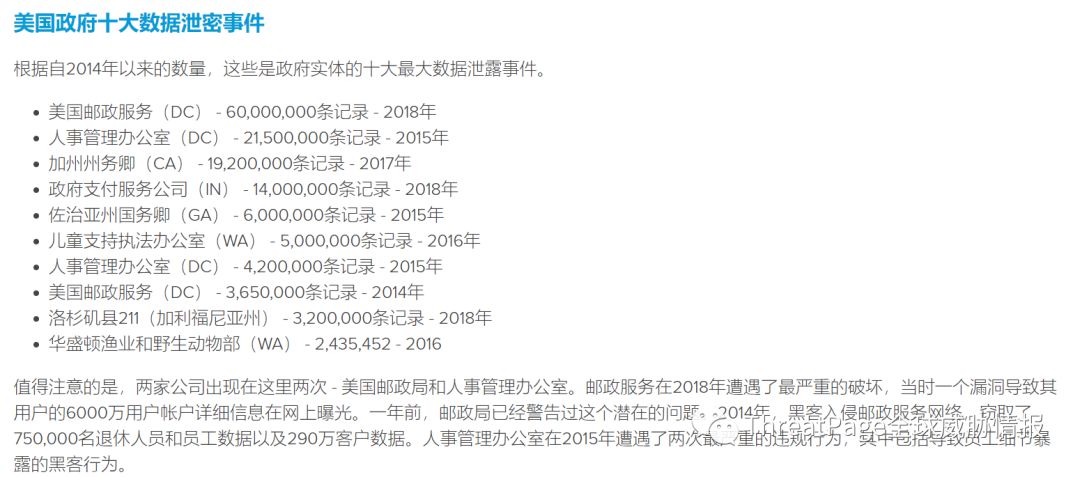 美国政府十大数据泄密事件
根据自2014年以来的数量，这些是政府实体的十大最大数据泄露事件。
• 美国邮政服务（DC） - 60,000,000条记录 - 2018年
• 人事管理办公室（DC） - 21,500,000条记录 - 2015年
• 加州州务卿（CA） - 19,200,000条记录 - 2017年
• 政府支付服务公司（IN） - 14,000,000条记录 - 2018年
• 佐治亚州国务卿（GA） - 6,000,000条记录 - 2015年
• 儿童支持执法办公室（WA） - 5,000,000条记录 - 2016年
• 人事管理办公室（DC） - 4,200,000条记录 - 2015年
• 美国邮政服务（DC） - 3,650,000条记录 - 2014年
• 洛杉矶县211（加利福尼亚州） - 3,200,000条记录 - 2018年
• 华盛顿渔业和野生动物部（WA） - 2,435,452 - 2016
值得注意的是，两家公司出现在这里两次 - 美国邮政局和人事管理办公室。邮政服务在2018年遭遇了最严重的破坏，当时一个漏洞导致其
用户的6000万用户帐户详细信息在网上曝光。一年前，邮政局已经警告过这个潜在的问题。2014年，黑客入侵邮政服务网络，窃取了
750,000名退休人员和员工数据以及290万客户数据。人事管理办公室在2015年遭遇了两次最严重的违规行为，其中包括导致员工细节暴
露的黑客行为。
ThreatPage全球威胁情报